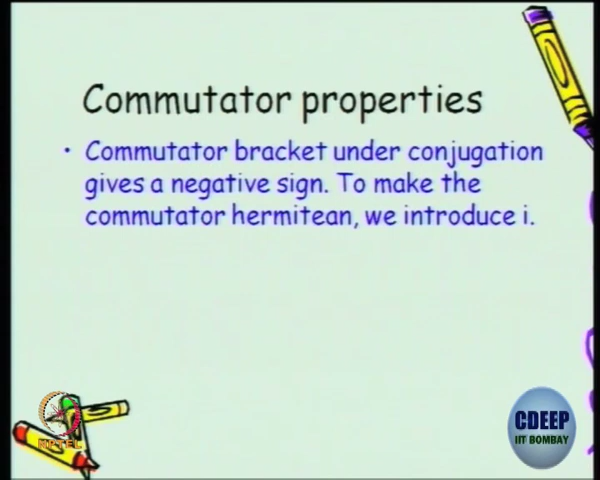 Commutator properties
• Commutator bracket under conjugation
gives a negative sign. To make the
commutator hermitean, we introduce i.
NPTEL
CDEEP
IIT BOMBAY